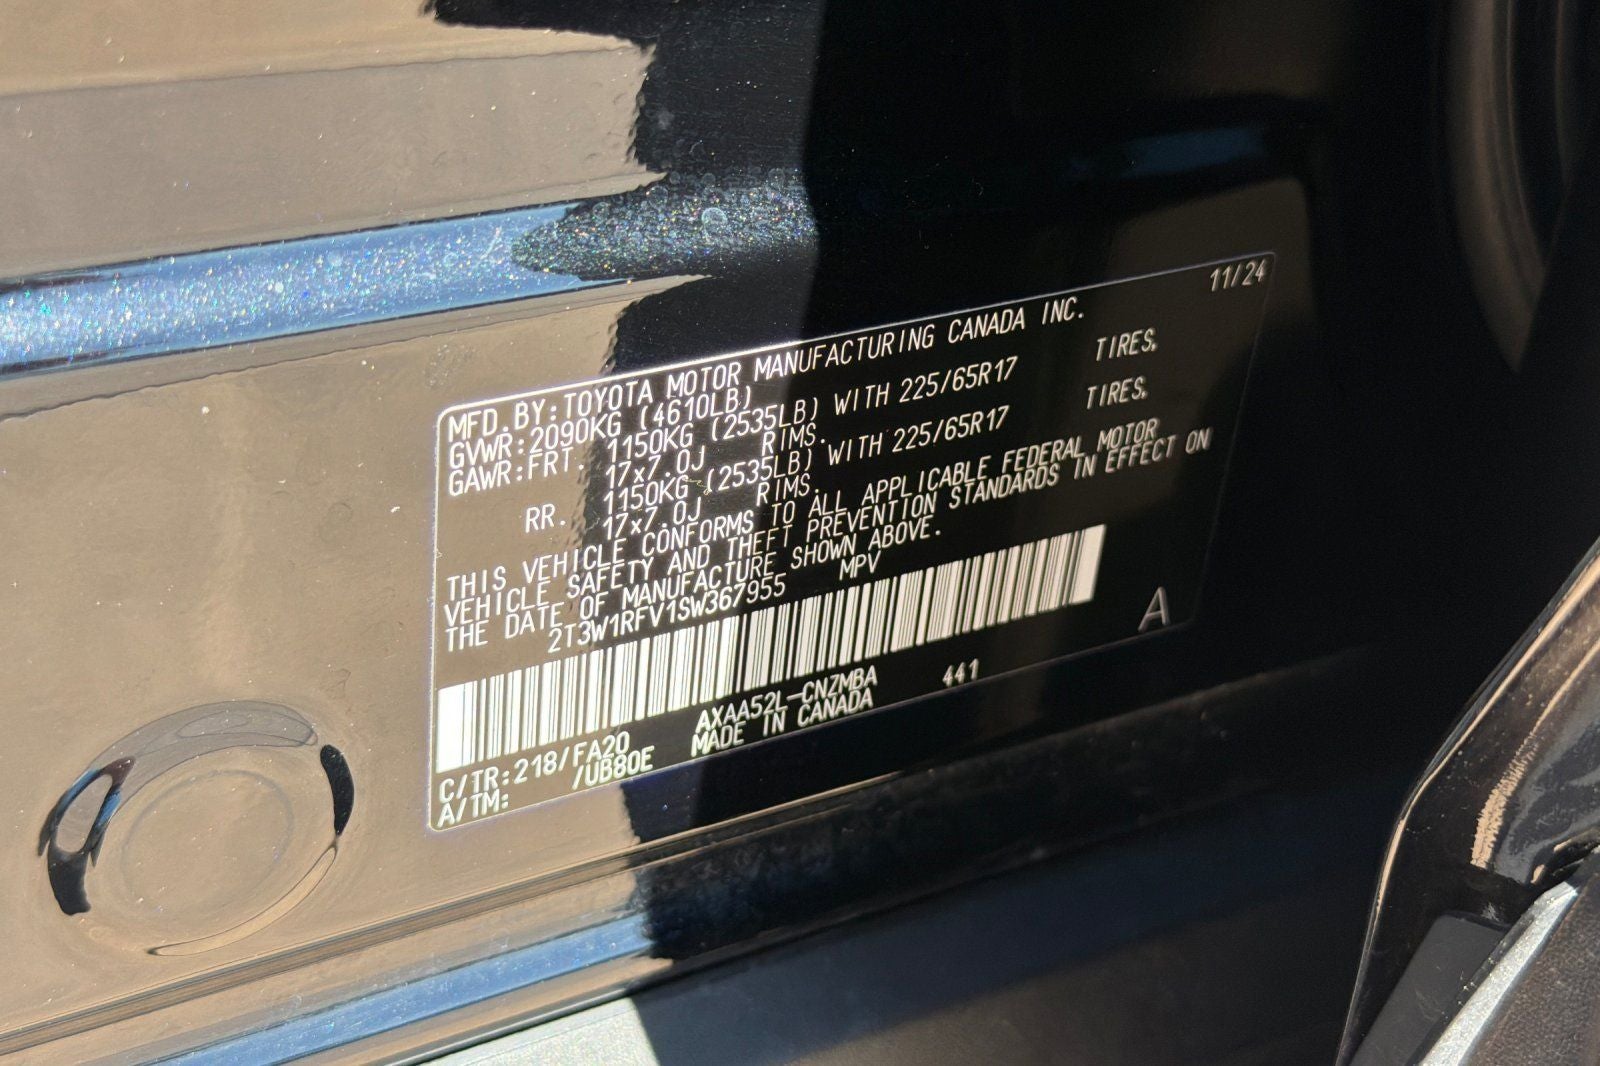 11/24
MFD.BY:TOYOTA MOTOR MANUFACTURING CANADA INC.
GVWR:2090KG (4610LB)
GAWR:FRT. 1150KG (2535LB) WITH 225/65R17 TIRES,
17x7.0J RIMS.
RR. 1150KG (2535LB) WITH 225/65R17 TIRES,
17x7.0J RIMS.
THIS VEHICLE CONFORMS TO ALL APPLICABLE FEDERAL MOTOR
VEHICLE SAFETY AND THEFT PREVENTION STANDARDS IN EFFECT ON
THE DATE OF MANUFACTURE SHOWN ABOVE.
2T3W1RFV1SW367955 MPV
A
C/TR:218/FA20 AXAA52L-CNZMBA 441
A/TM: /UB80E MADE IN CANADA